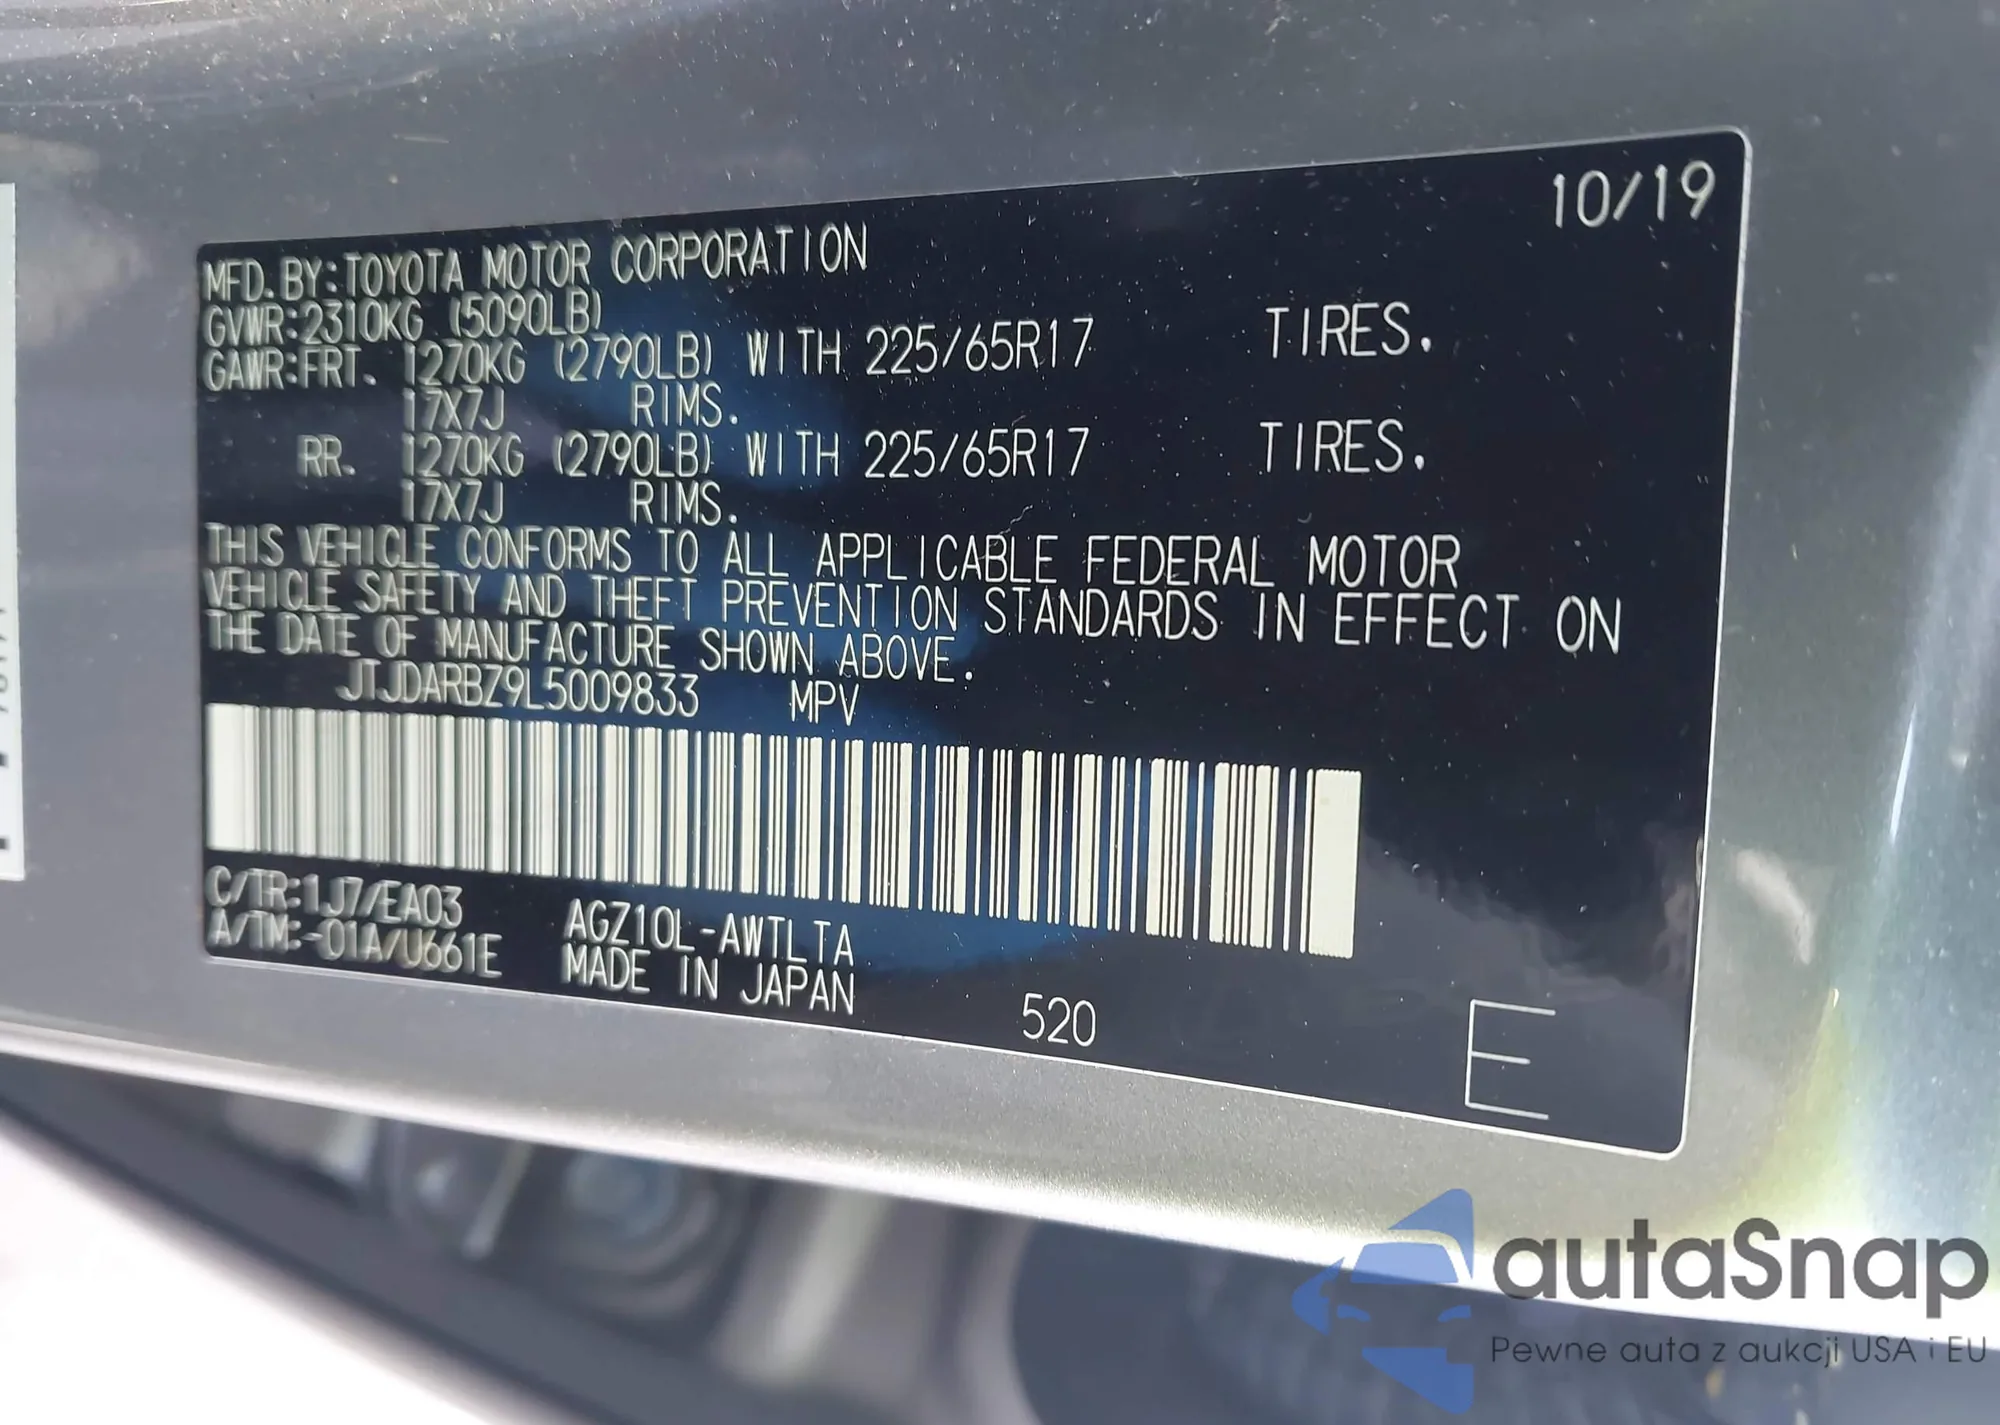 10/19
MFD. BY:TOYOTA MOTOR CORPORATION
GVWR:2310KG (5090LB)
GAWR:FRT. 1270KG (2790LB) WITH 225/65R17 TIRES.
17X7J RIMS.
RR. 1270KG (2790LB) WITH 225/65R17 TIRES.
17X7J RIMS.
THIS VEHICLE CONFORMS TO ALL APPLICABLE FEDERAL MOTOR
VEHICLE SAFETY AND THEFT PREVENTION STANDARDS IN EFFECT ON
THE DATE OF MANUFACTURE SHOWN ABOVE.
JTJDARBZ9L5009833 MPV
C/TR:1J7/EA03 AGZ10L-AWTLTA
A/TM:-01A/U661E MADE IN JAPAN
520
E
autaSnap
Pewne auta z aukcji USA i EU